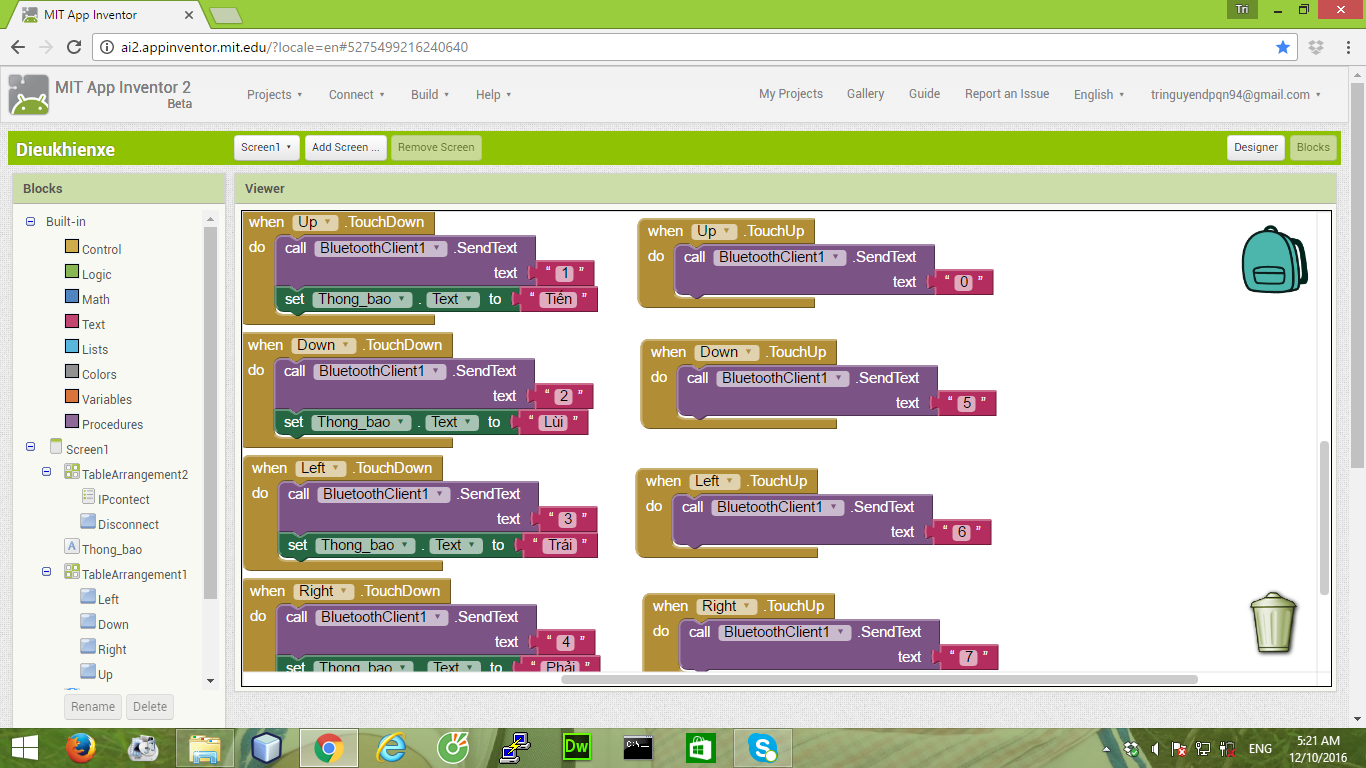 MIT App Inventor
Tri
ai2.appinventor.mit.edu/?locale=en#5275499216240640
MIT App Inventor 2
Beta
Projects
Connect
Build
Help
My Projects
Gallery
Guide
Report an Issue
English
tringuyendpqn94@gmail.com
Dieukhienxe
Screen1
Add Screen ...
Remove Screen
Designer
Blocks
Blocks
Built-in
Control
Logic
Math
Text
Lists
Colors
Variables
Procedures
Screen1
TableArrangement2
IPcontect
Disconnect
Thong_bao
TableArrangement1
Left
Down
Right
Up
Rename
Delete
Viewer
when Up .TouchDown
do call BluetoothClient1 .SendText
text " 1 "
set Thong_bao . Text to " Tiến "
when Up .TouchUp
do call BluetoothClient1 .SendText
text " 0 "
when Down .TouchDown
do call BluetoothClient1 .SendText
text " 2 "
set Thong_bao . Text to " Lùi "
when Down .TouchUp
do call BluetoothClient1 .SendText
text " 5 "
when Left .TouchDown
do call BluetoothClient1 .SendText
text " 3 "
set Thong_bao . Text to " Trái "
when Left .TouchUp
do call BluetoothClient1 .SendText
text " 6 "
when Right .TouchDown
do call BluetoothClient1 .SendText
text " 4 "
set Thong_bao . Text to " Phải "
when Right .TouchUp
do call BluetoothClient1 .SendText
text " 7 "
Dw
C:\
ENG
5:21 AM
12/10/2016